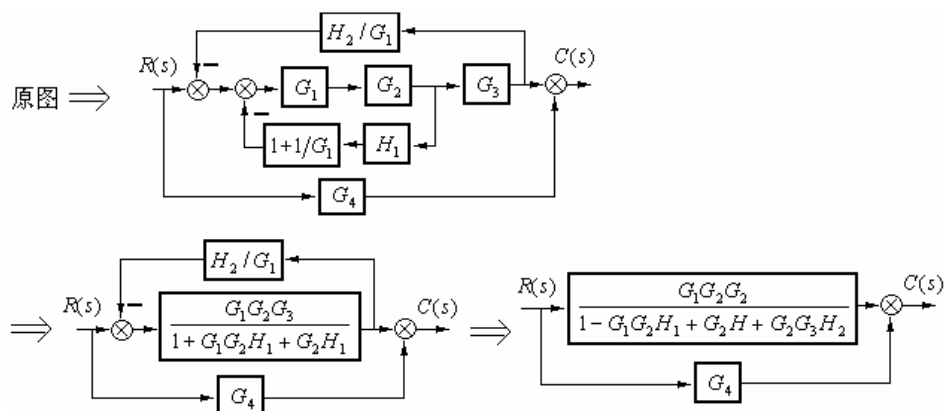 H₂/G₁
−
R(s)
C(s)
原图 ⇒
G₁
G₂
G₃
−
1+1/G₁
H₁
G₄
H₂/G₁
−
R(s)
C(s)
⇒
G₁G₂G₃
1+G₁G₂H₁+G₂H₁
G₄
⇒
R(s)
C(s)
G₁G₂G₂
1−G₁G₂H₁+G₂H+G₂G₃H₂
G₄